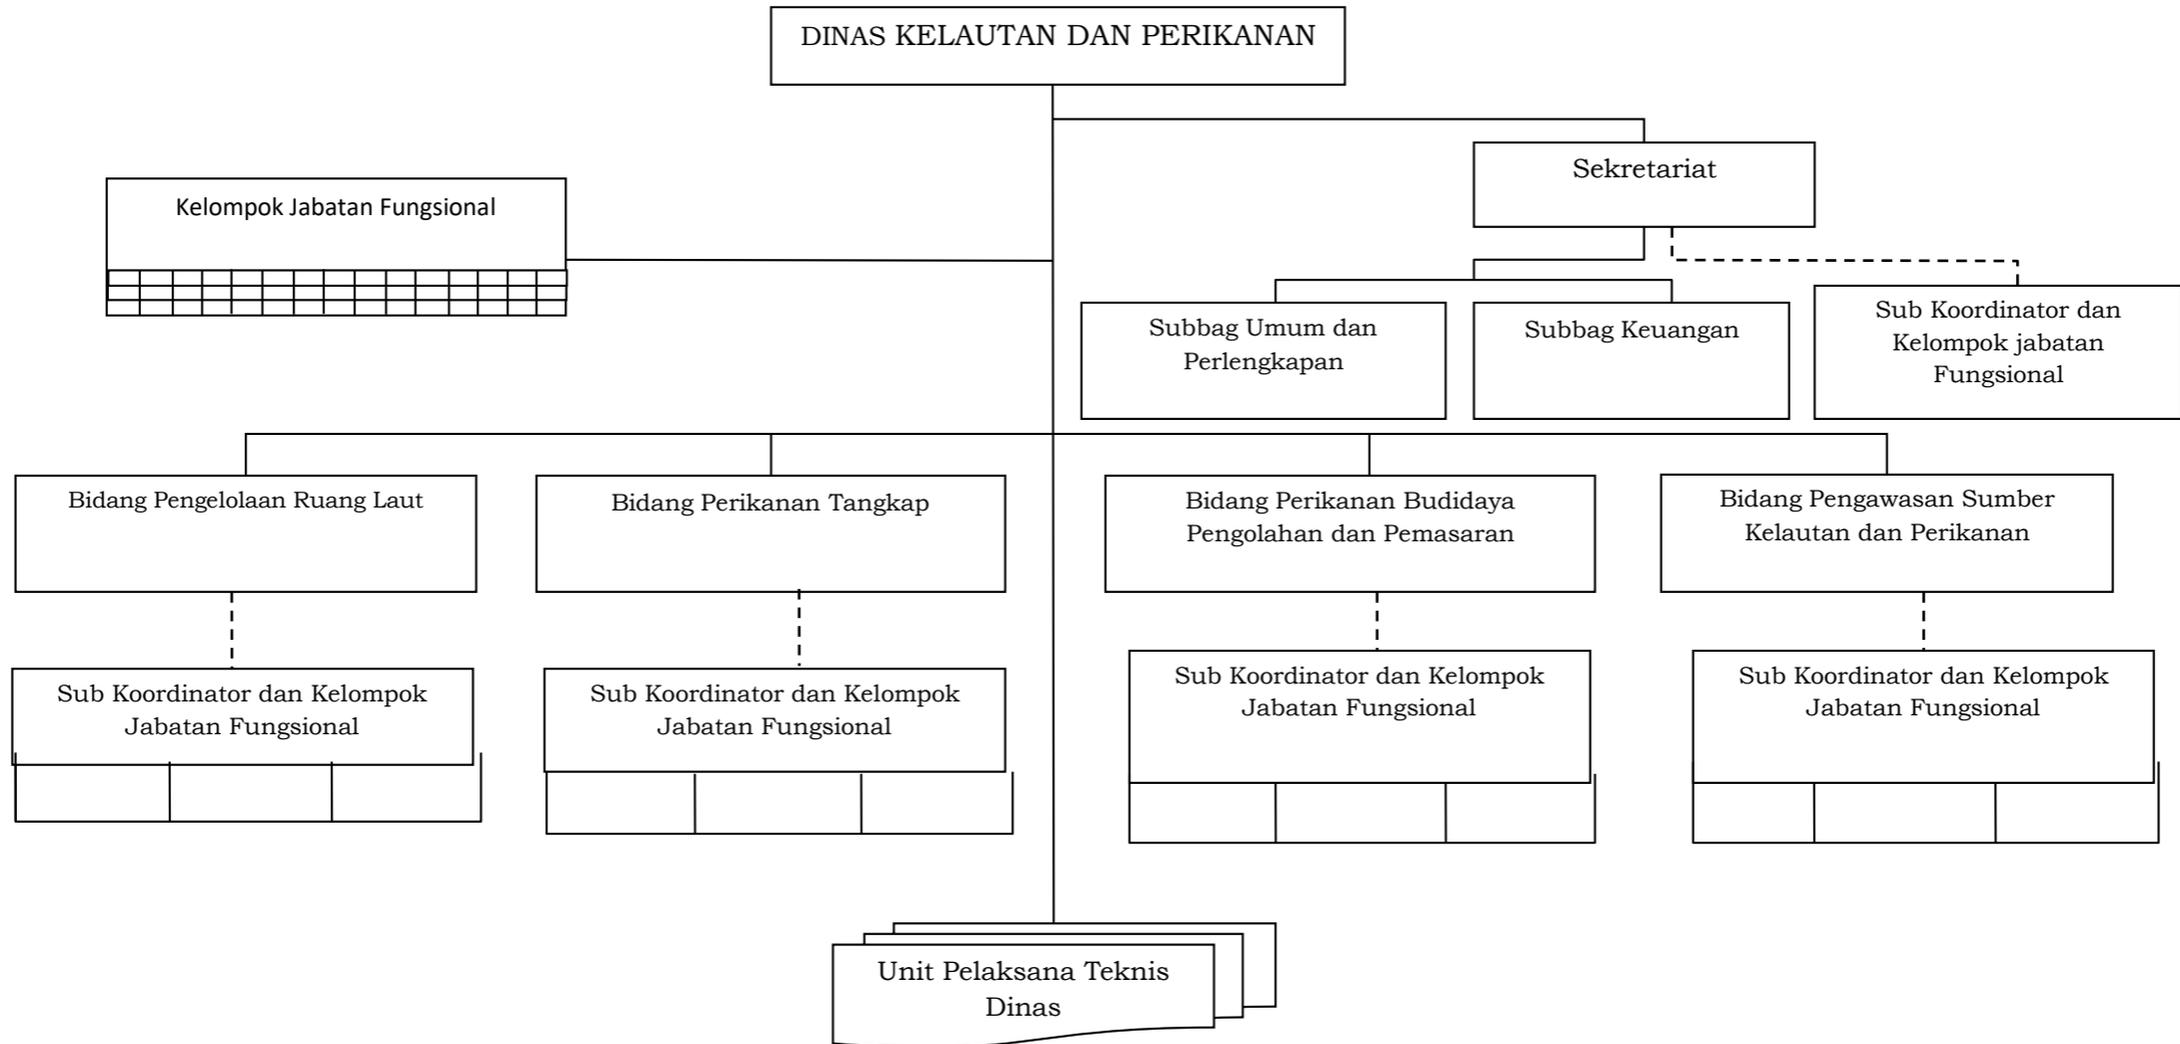 DINAS KELAUTAN DAN PERIKANAN
Sekretariat
Kelompok Jabatan Fungsional
Subbag Umum dan
Perlengkapan
Subbag Keuangan
Sub Koordinator dan
Kelompok jabatan
Fungsional
Bidang Pengelolaan Ruang Laut
Bidang Perikanan Tangkap
Bidang Perikanan Budidaya
Pengolahan dan Pemasaran
Bidang Pengawasan Sumber
Kelautan dan Perikanan
Sub Koordinator dan Kelompok
Jabatan Fungsional
Sub Koordinator dan Kelompok
Jabatan Fungsional
Sub Koordinator dan Kelompok
Jabatan Fungsional
Sub Koordinator dan Kelompok
Jabatan Fungsional
Unit Pelaksana Teknis
Dinas